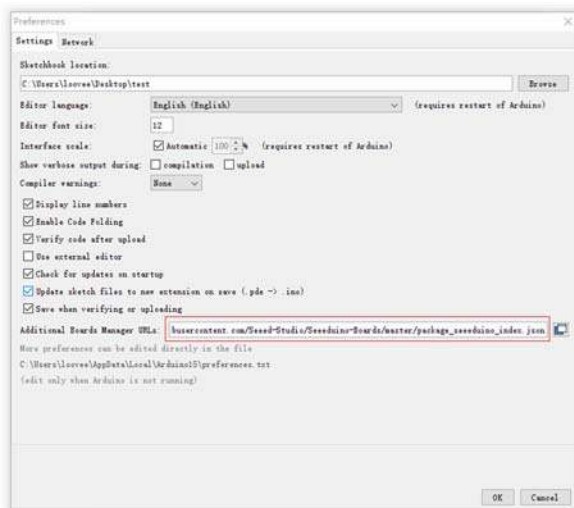 Preferences
Settings Network
Sketchbook location:
C:\Users\loovee\Desktop\test Browse
Editor language: English (English) (requires restart of Arduino)
Editor font size: 12
Interface scale: Automatic 100 % (requires restart of Arduino)
Show verbose output during: compilation upload
Compiler warnings: None
Display line numbers
Enable Code Folding
Verify code after upload
Use external editor
Check for updates on startup
Update sketch files to new extension on save (.pde -> .ino)
Save when verifying or uploading
Additional Boards Manager URLs: busercontent.com/Seeed-Studio/Seeeduino-Boards/master/package_seeeduino_index.json
More preferences can be edited directly in the file
C:\Users\loovee\AppData\Local\Arduino15\preferences.txt
(edit only when Arduino is not running)
OK Cancel